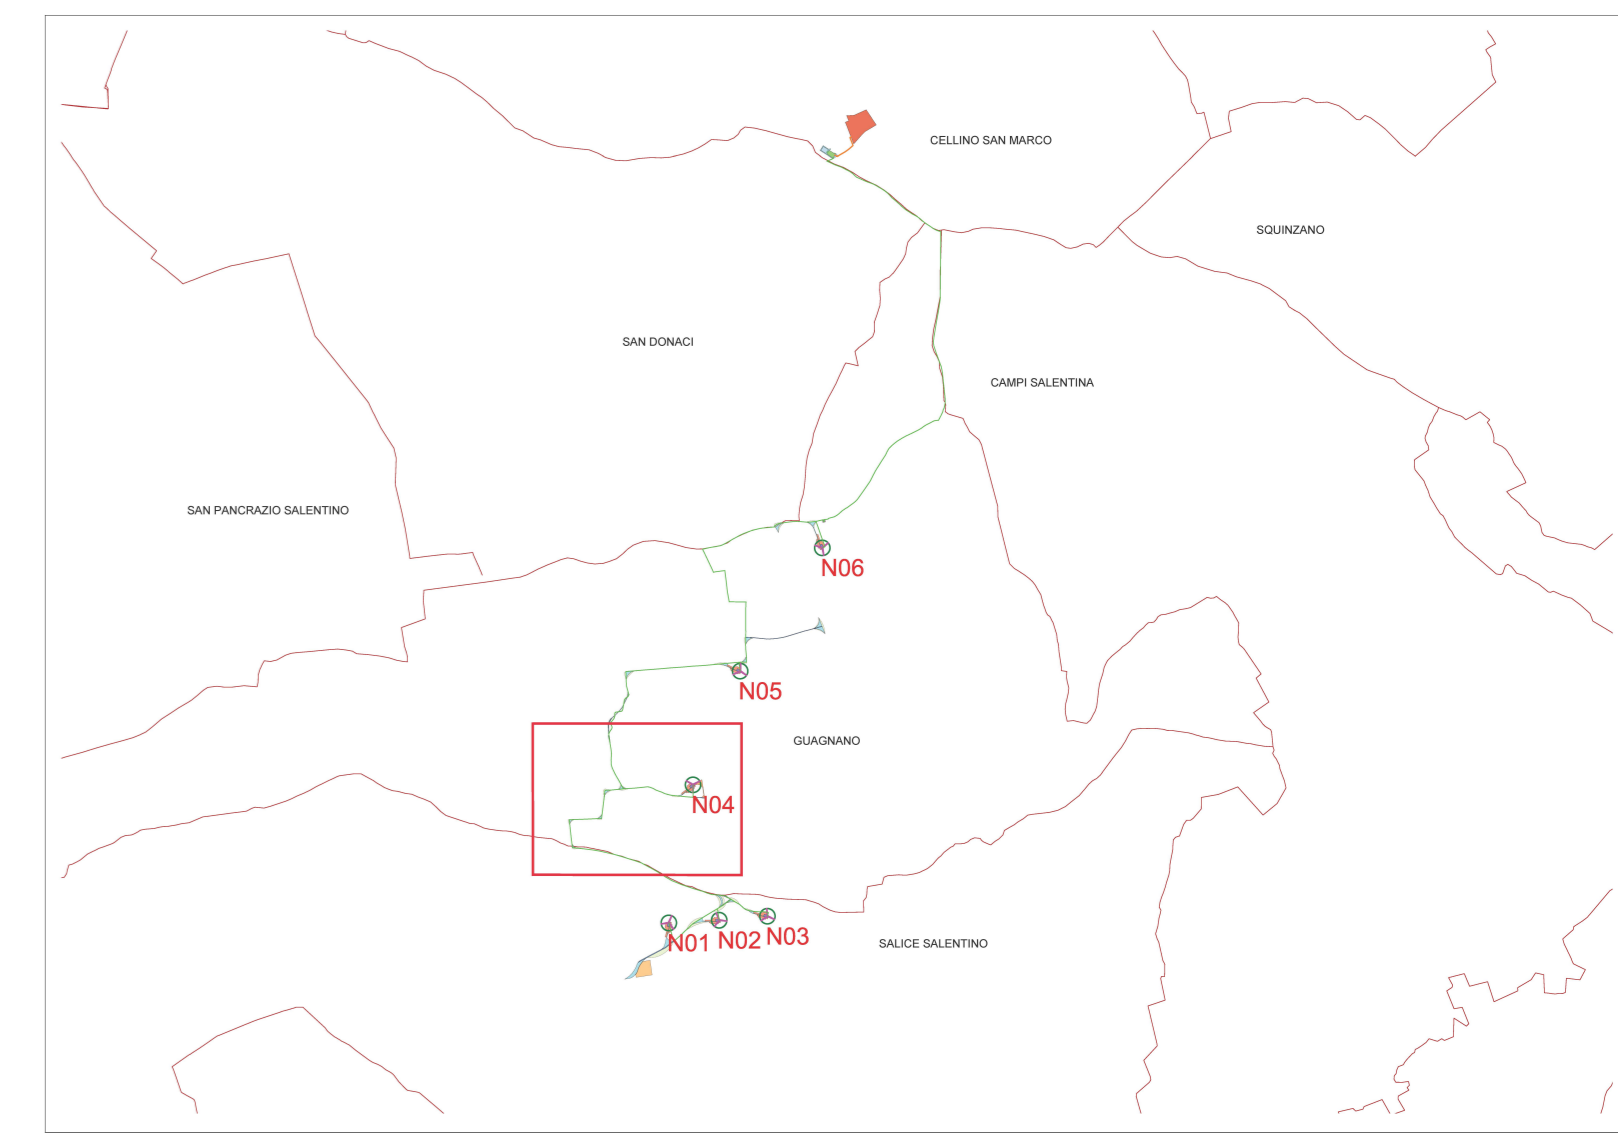 CELLINO SAN MARCO
SQUINZANO
SAN DONACI
CAMPI SALENTINA
SAN PANCRAZIO SALENTINO
N06
N05
GUAGNANO
N04
N01 N02 N03
SALICE SALENTINO